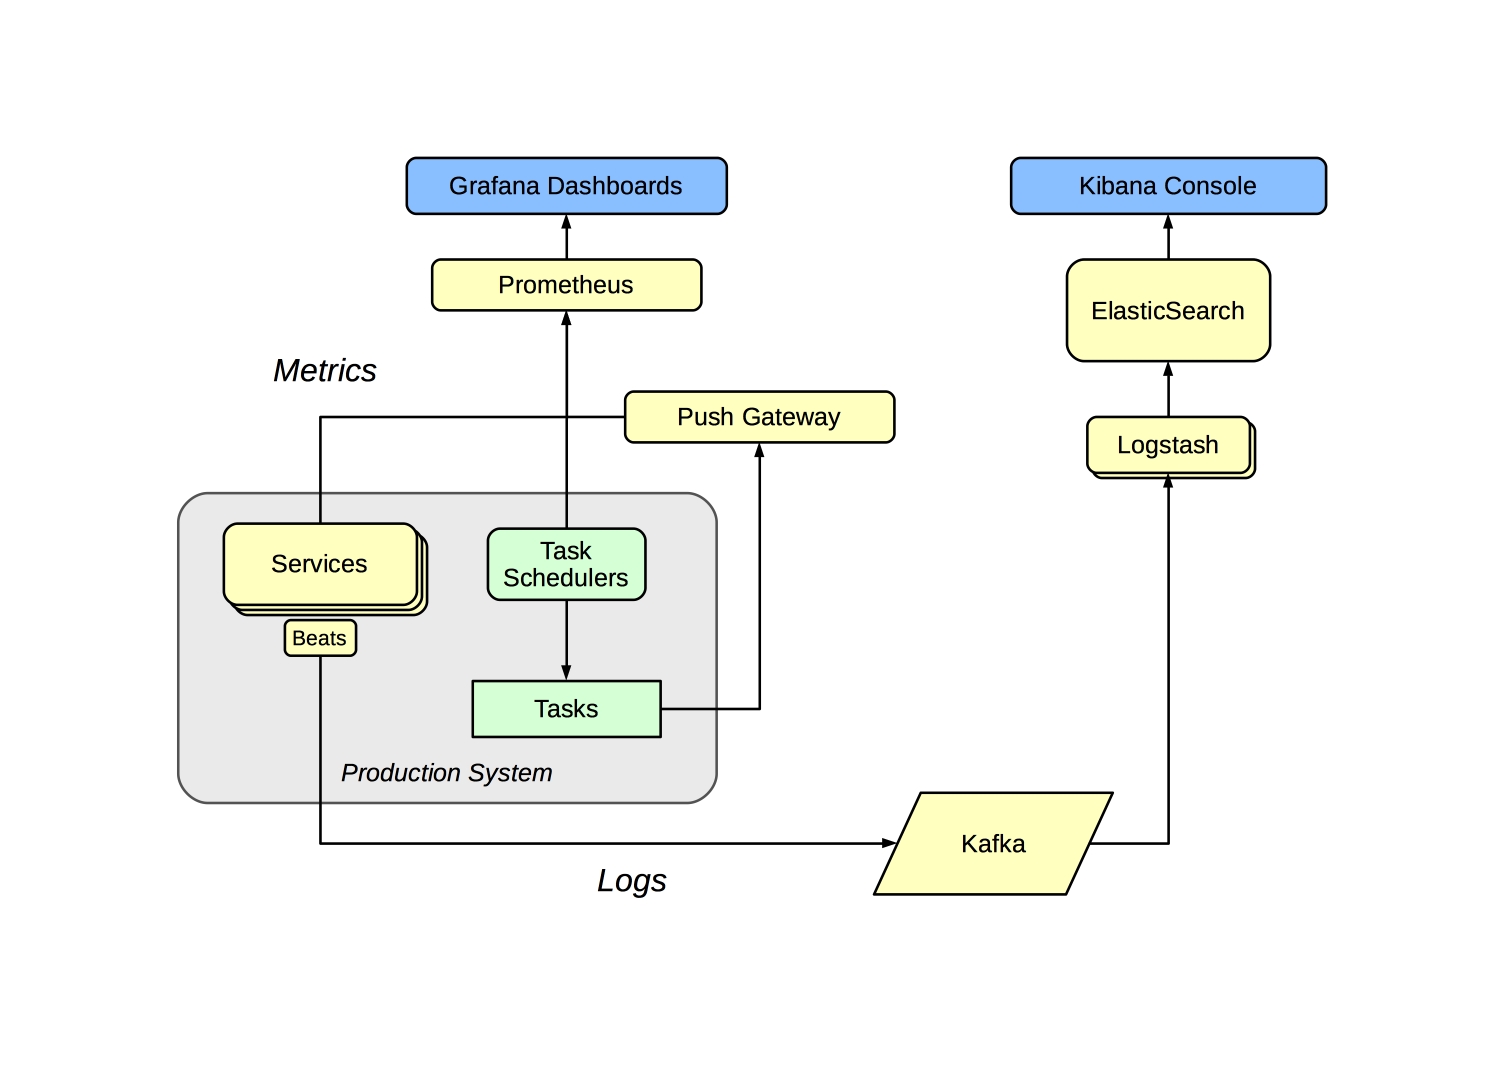 Grafana Dashboards
Kibana Console
Prometheus
ElasticSearch
Metrics
Push Gateway
Logstash
Services
Task
Schedulers
Beats
Tasks
Production System
Kafka
Logs